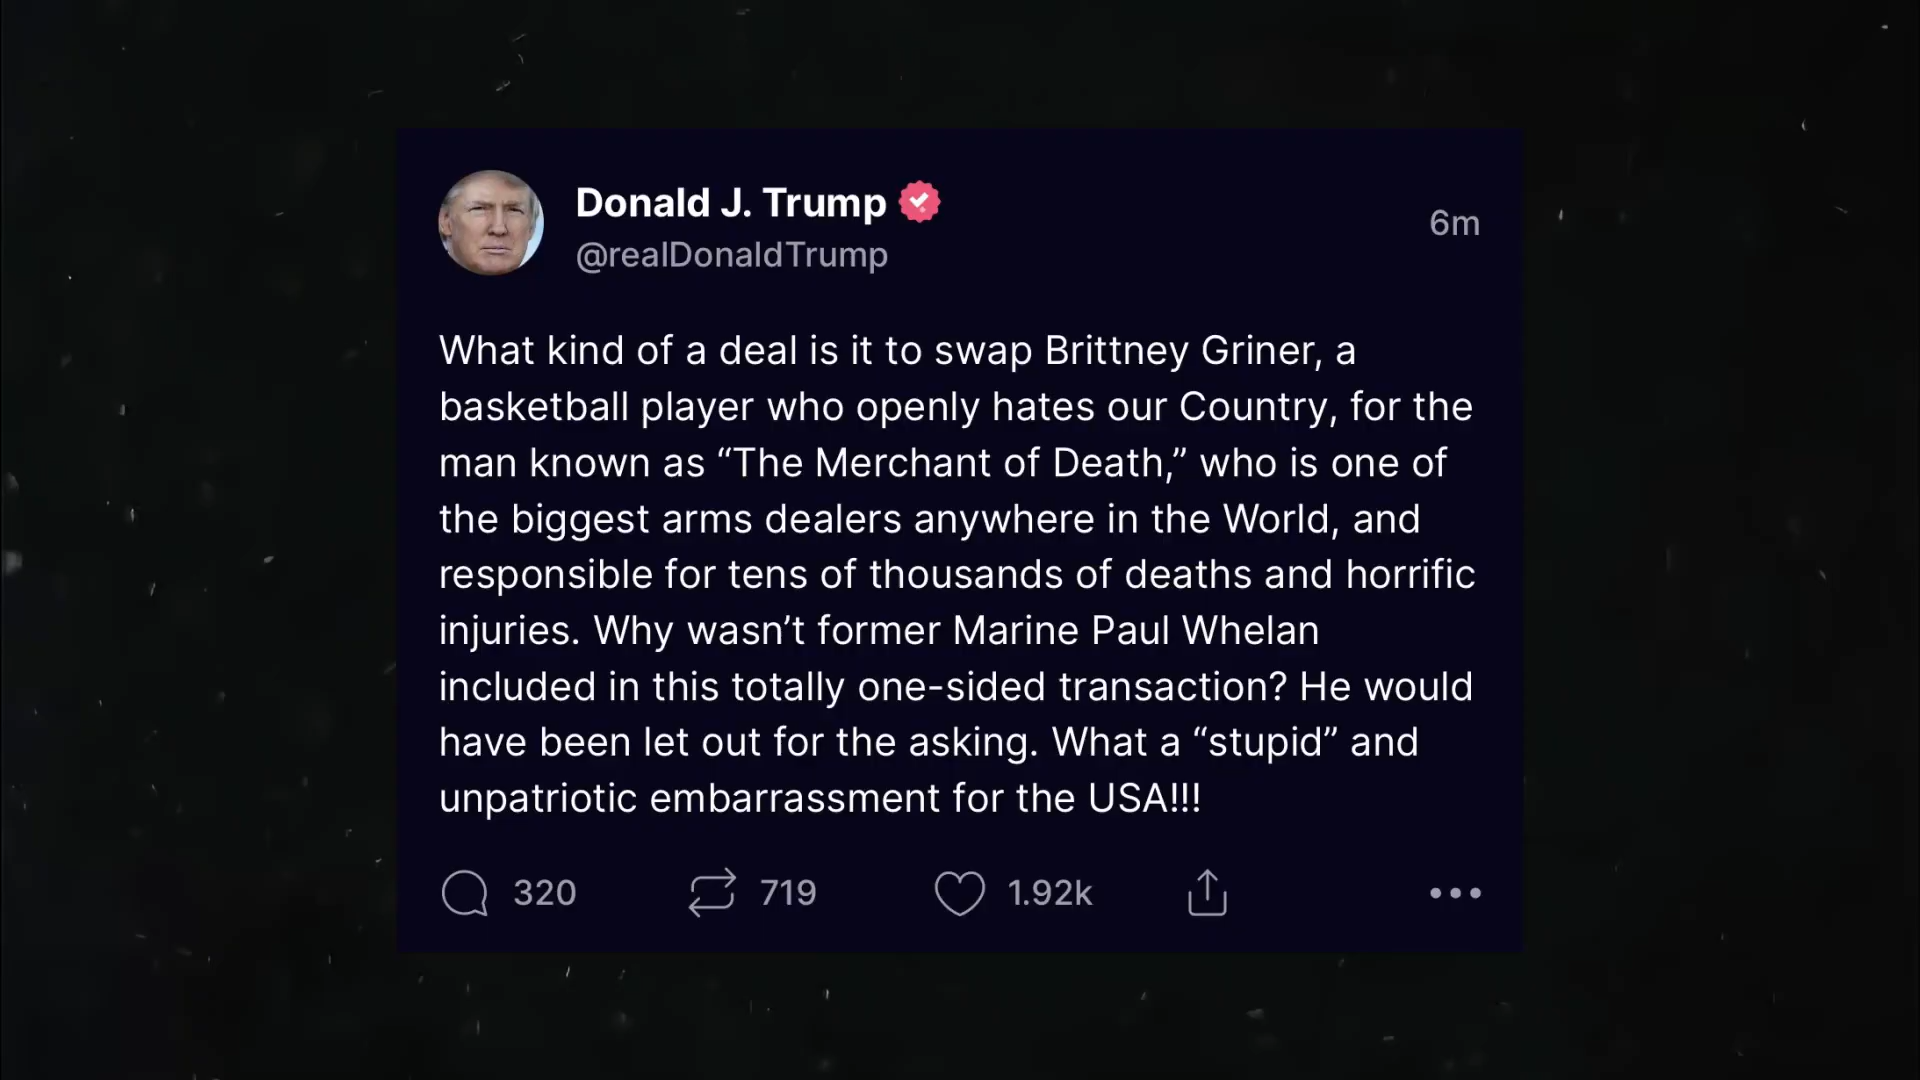 Donald J. Trump
@realDonaldTrump
6m
What kind of a deal is it to swap Brittney Griner, a
basketball player who openly hates our Country, for the
man known as “The Merchant of Death,” who is one of
the biggest arms dealers anywhere in the World, and
responsible for tens of thousands of deaths and horrific
injuries. Why wasn’t former Marine Paul Whelan
included in this totally one-sided transaction? He would
have been let out for the asking. What a “stupid” and
unpatriotic embarrassment for the USA!!!
320 719 1.92k